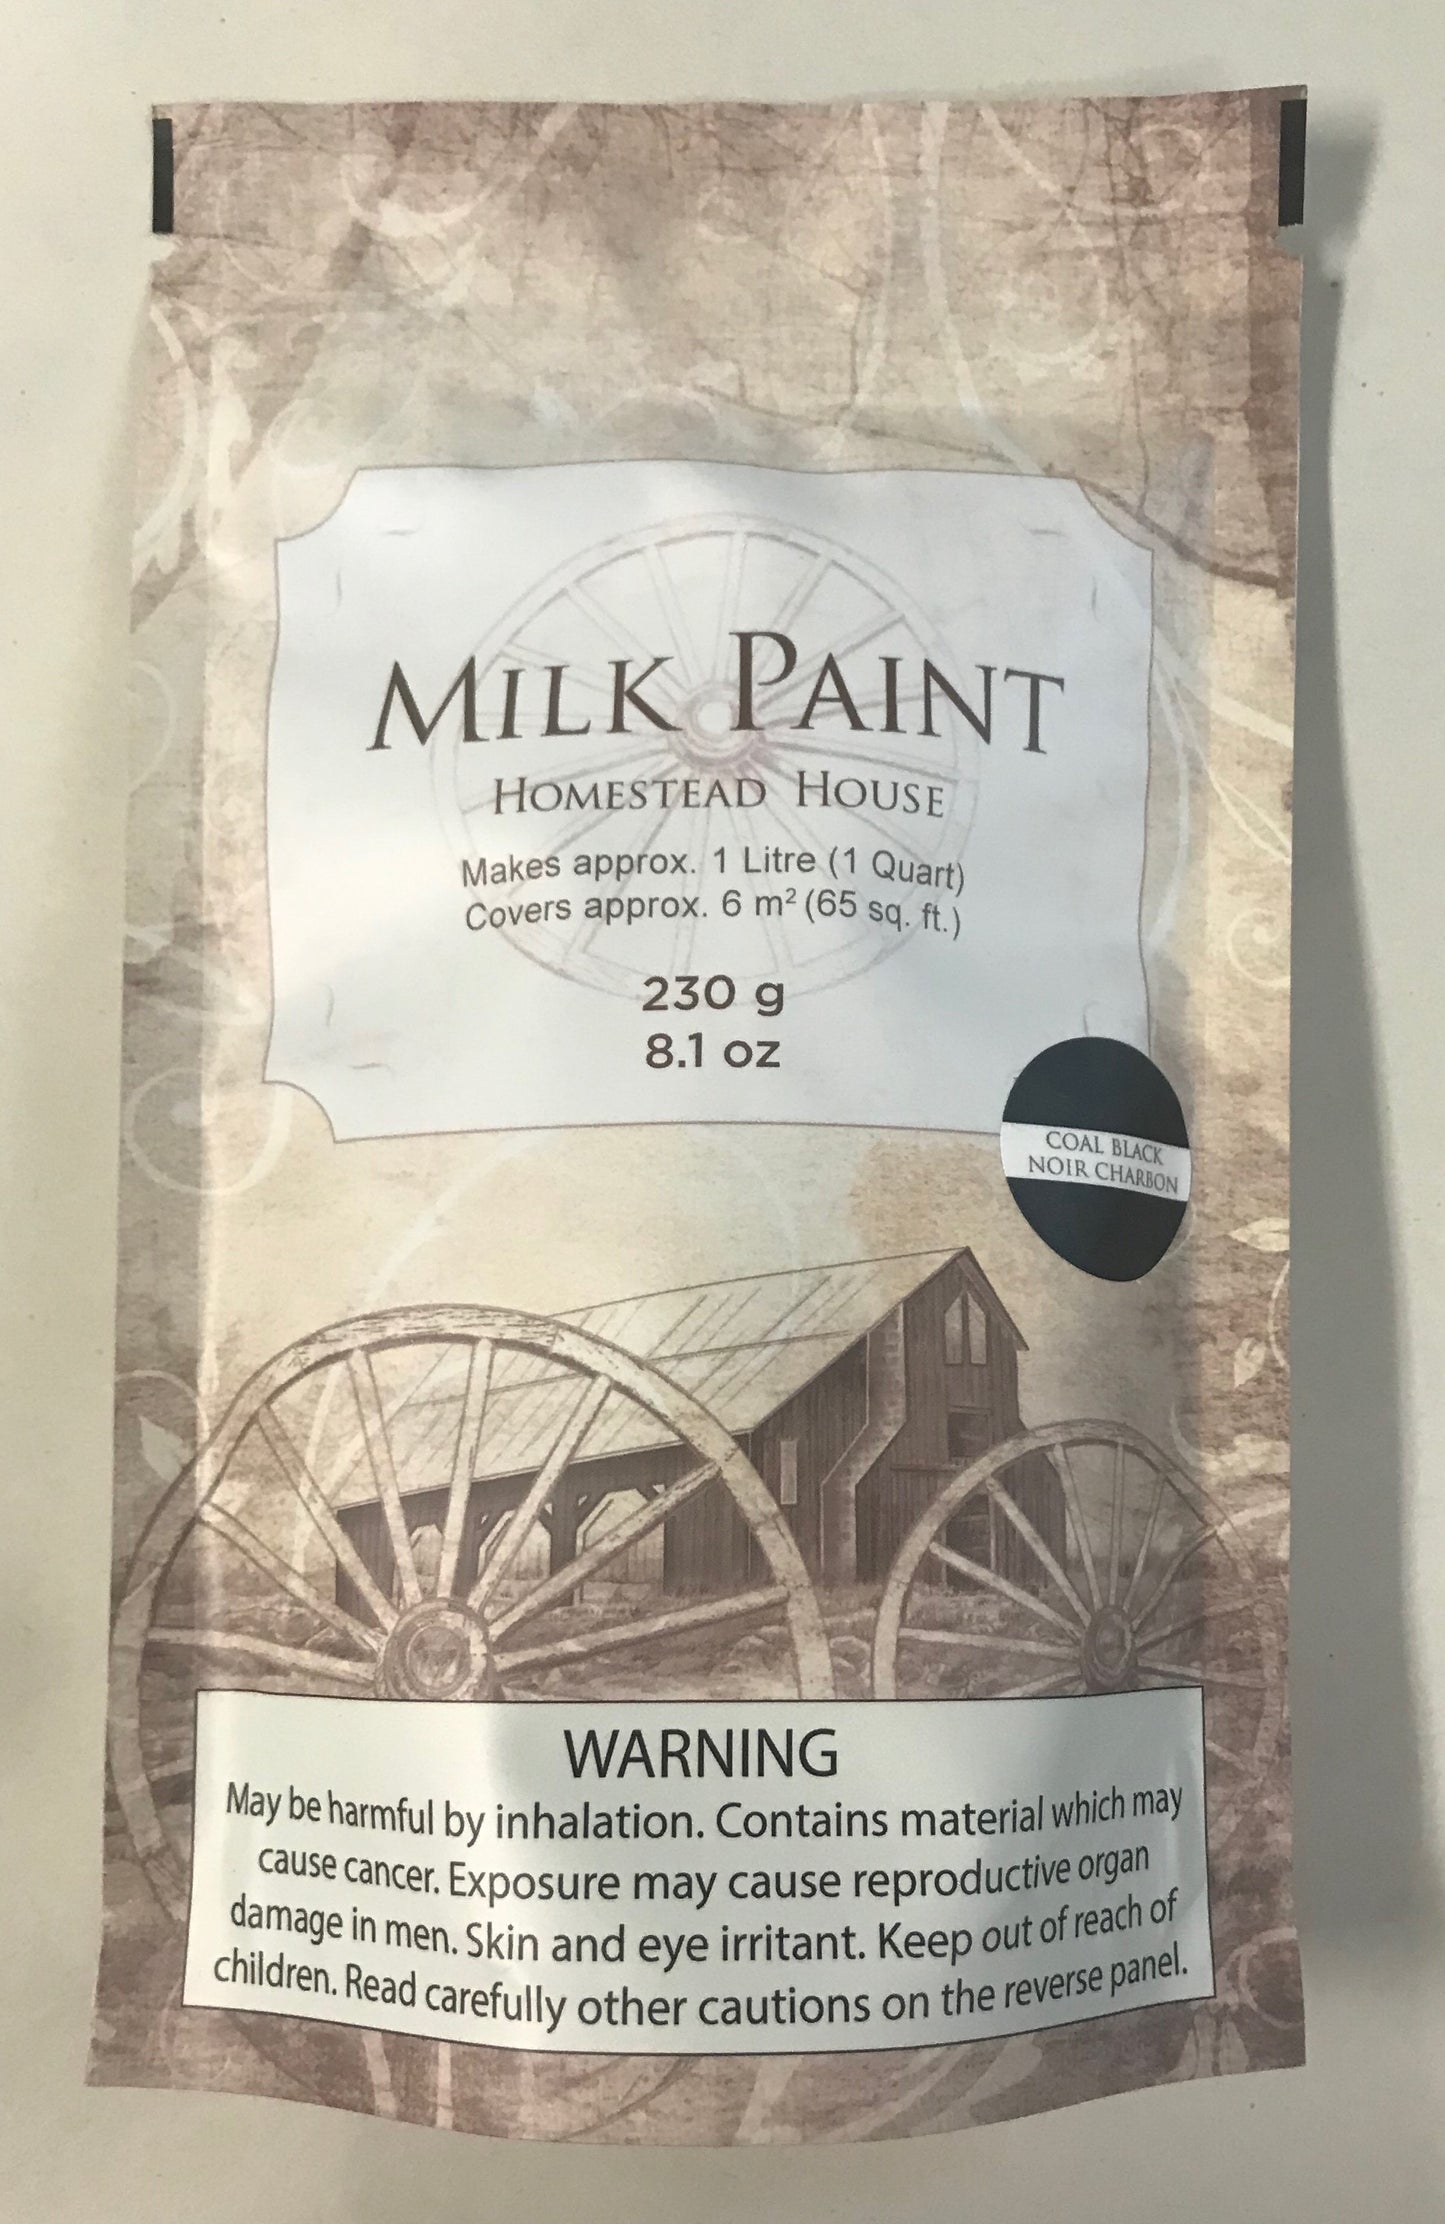 MILK PAINT
HOMESTEAD HOUSE
Makes approx. 1 Litre (1 Quart)
Covers approx. 6 m² (65 sq. ft.)
230 g
8.1 oz
COAL BLACK
NOIR CHARBON
WARNING
May be harmful by inhalation. Contains material which may
cause cancer. Exposure may cause reproductive organ
damage in men. Skin and eye irritant. Keep out of reach of
children. Read carefully other cautions on the reverse panel.